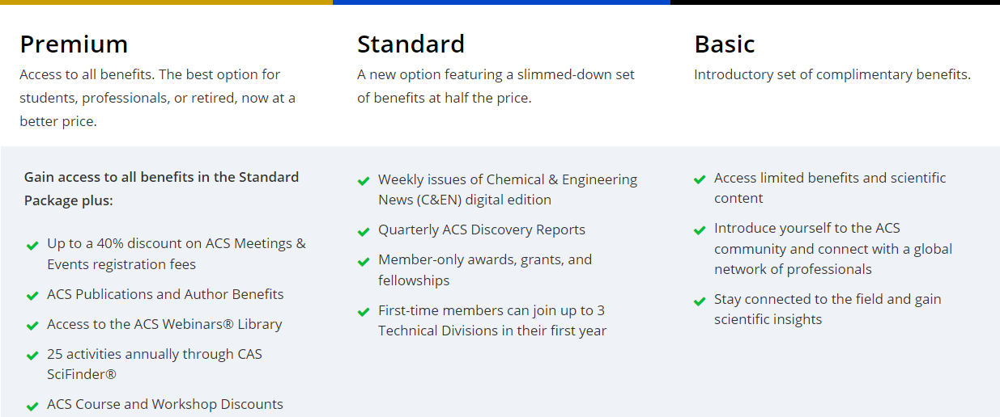 Premium
Access to all benefits. The best option for
students, professionals, or retired, now at a
better price.
Gain access to all benefits in the Standard
Package plus:
Up to a 40% discount on ACS Meetings &
Events registration fees
ACS Publications and Author Benefits
Access to the ACS Webinars® Library
25 activities annually through CAS
SciFinder®
ACS Course and Workshop Discounts
Standard
A new option featuring a slimmed-down set
of benefits at half the price.
Weekly issues of Chemical & Engineering
News (C&EN) digital edition
Quarterly ACS Discovery Reports
Member-only awards, grants, and
fellowships
First-time members can join up to 3
Technical Divisions in their first year
Basic
Introductory set of complimentary benefits.
Access limited benefits and scientific
content
Introduce yourself to the ACS
community and connect with a global
network of professionals
Stay connected to the field and gain
scientific insights